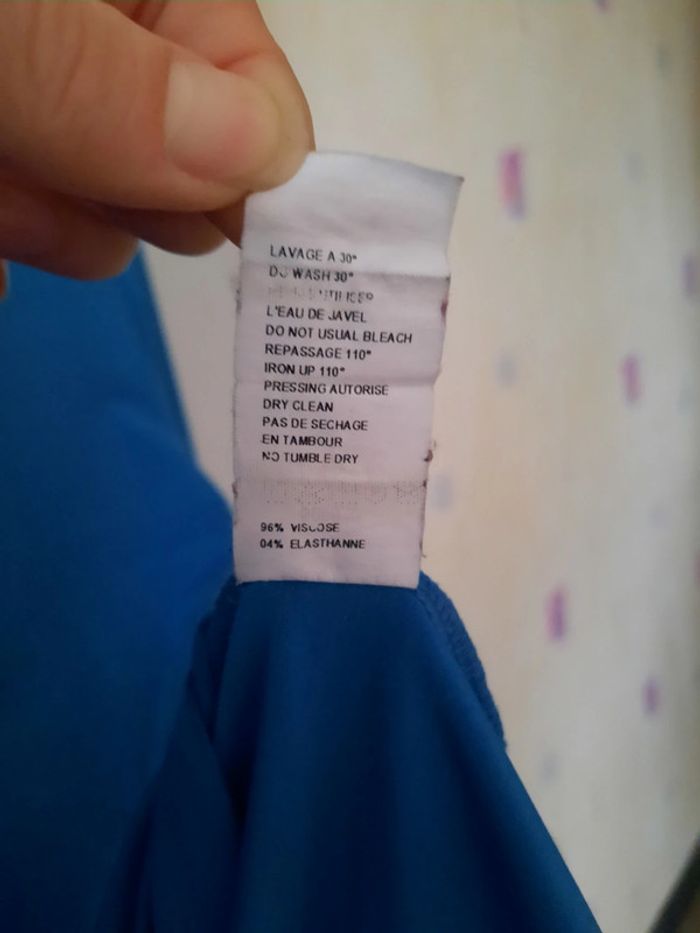 LAVAGE A 30°
DO WASH 30°
UTILISER
L'EAU DE JAVEL
DO NOT USUAL BLEACH
REPASSAGE 110°
IRON UP 110°
PRESSING AUTORISE
DRY CLEAN
PAS DE SECHAGE
EN TAMBOUR
NO TUMBLE DRY
96% VISCOSE
04% ELASTHANNE